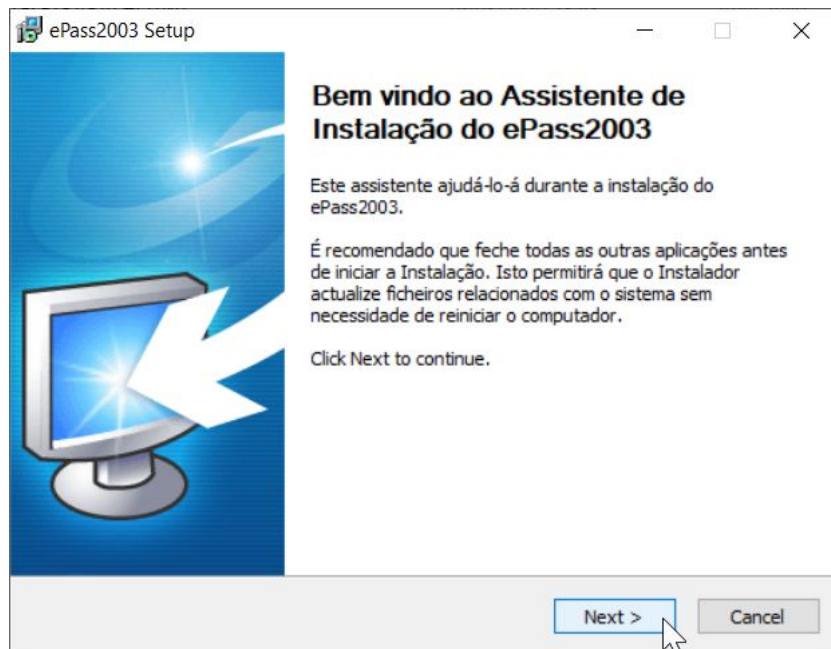 ePass2003 Setup
Bem vindo ao Assistente de
Instalação do ePass2003
Este assistente ajudá-lo-á durante a instalação do
ePass2003.
É recomendado que feche todas as outras aplicações antes
de iniciar a Instalação. Isto permitirá que o Instalador
actualize ficheiros relacionados com o sistema sem
necessidade de reiniciar o computador.
Click Next to continue.
Next >
Cancel